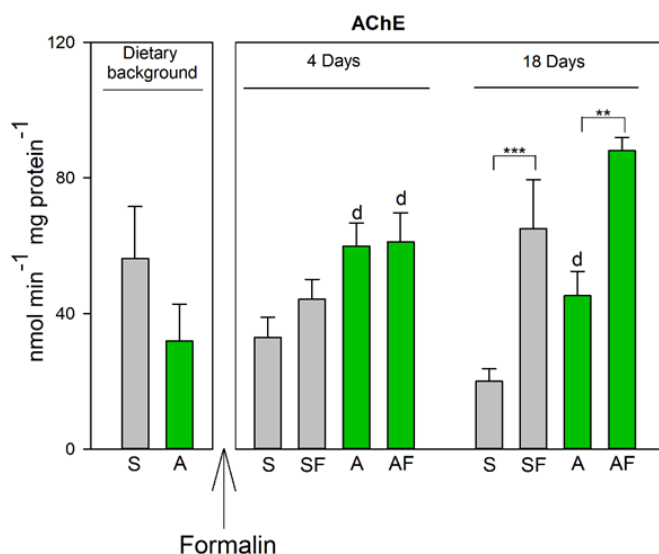 AChE
120
80
40
0
nmol min⁻¹ mg protein⁻¹
Dietary
background
4 Days
18 Days
d
d
***
d
**
S
A
S
SF
A
AF
S
SF
A
AF
Formalin